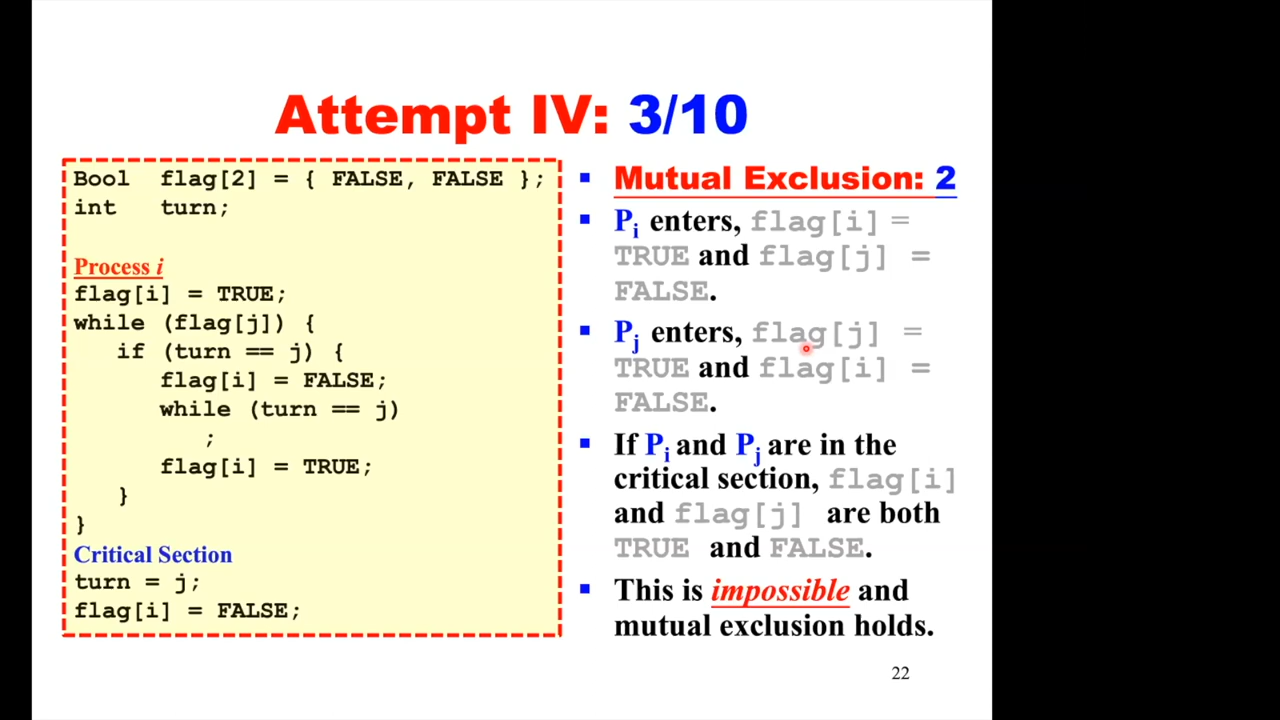 Attempt IV: 3/10
Bool flag[2] = { FALSE, FALSE };
int turn;
Process i
flag[i] = TRUE;
while (flag[j]) {
if (turn == j) {
flag[i] = FALSE;
while (turn == j)
;
flag[i] = TRUE;
}
}
Critical Section
turn = j;
flag[i] = FALSE;
▪ Mutual Exclusion: 2
▪ Pi enters, flag[i] =
TRUE and flag[j] =
FALSE.
▪ Pj enters, flag[j] =
TRUE and flag[i] =
FALSE.
▪ If Pi and Pj are in the
critical section, flag[i]
and flag[j] are both
TRUE and FALSE.
▪ This is impossible and
mutual exclusion holds.
22